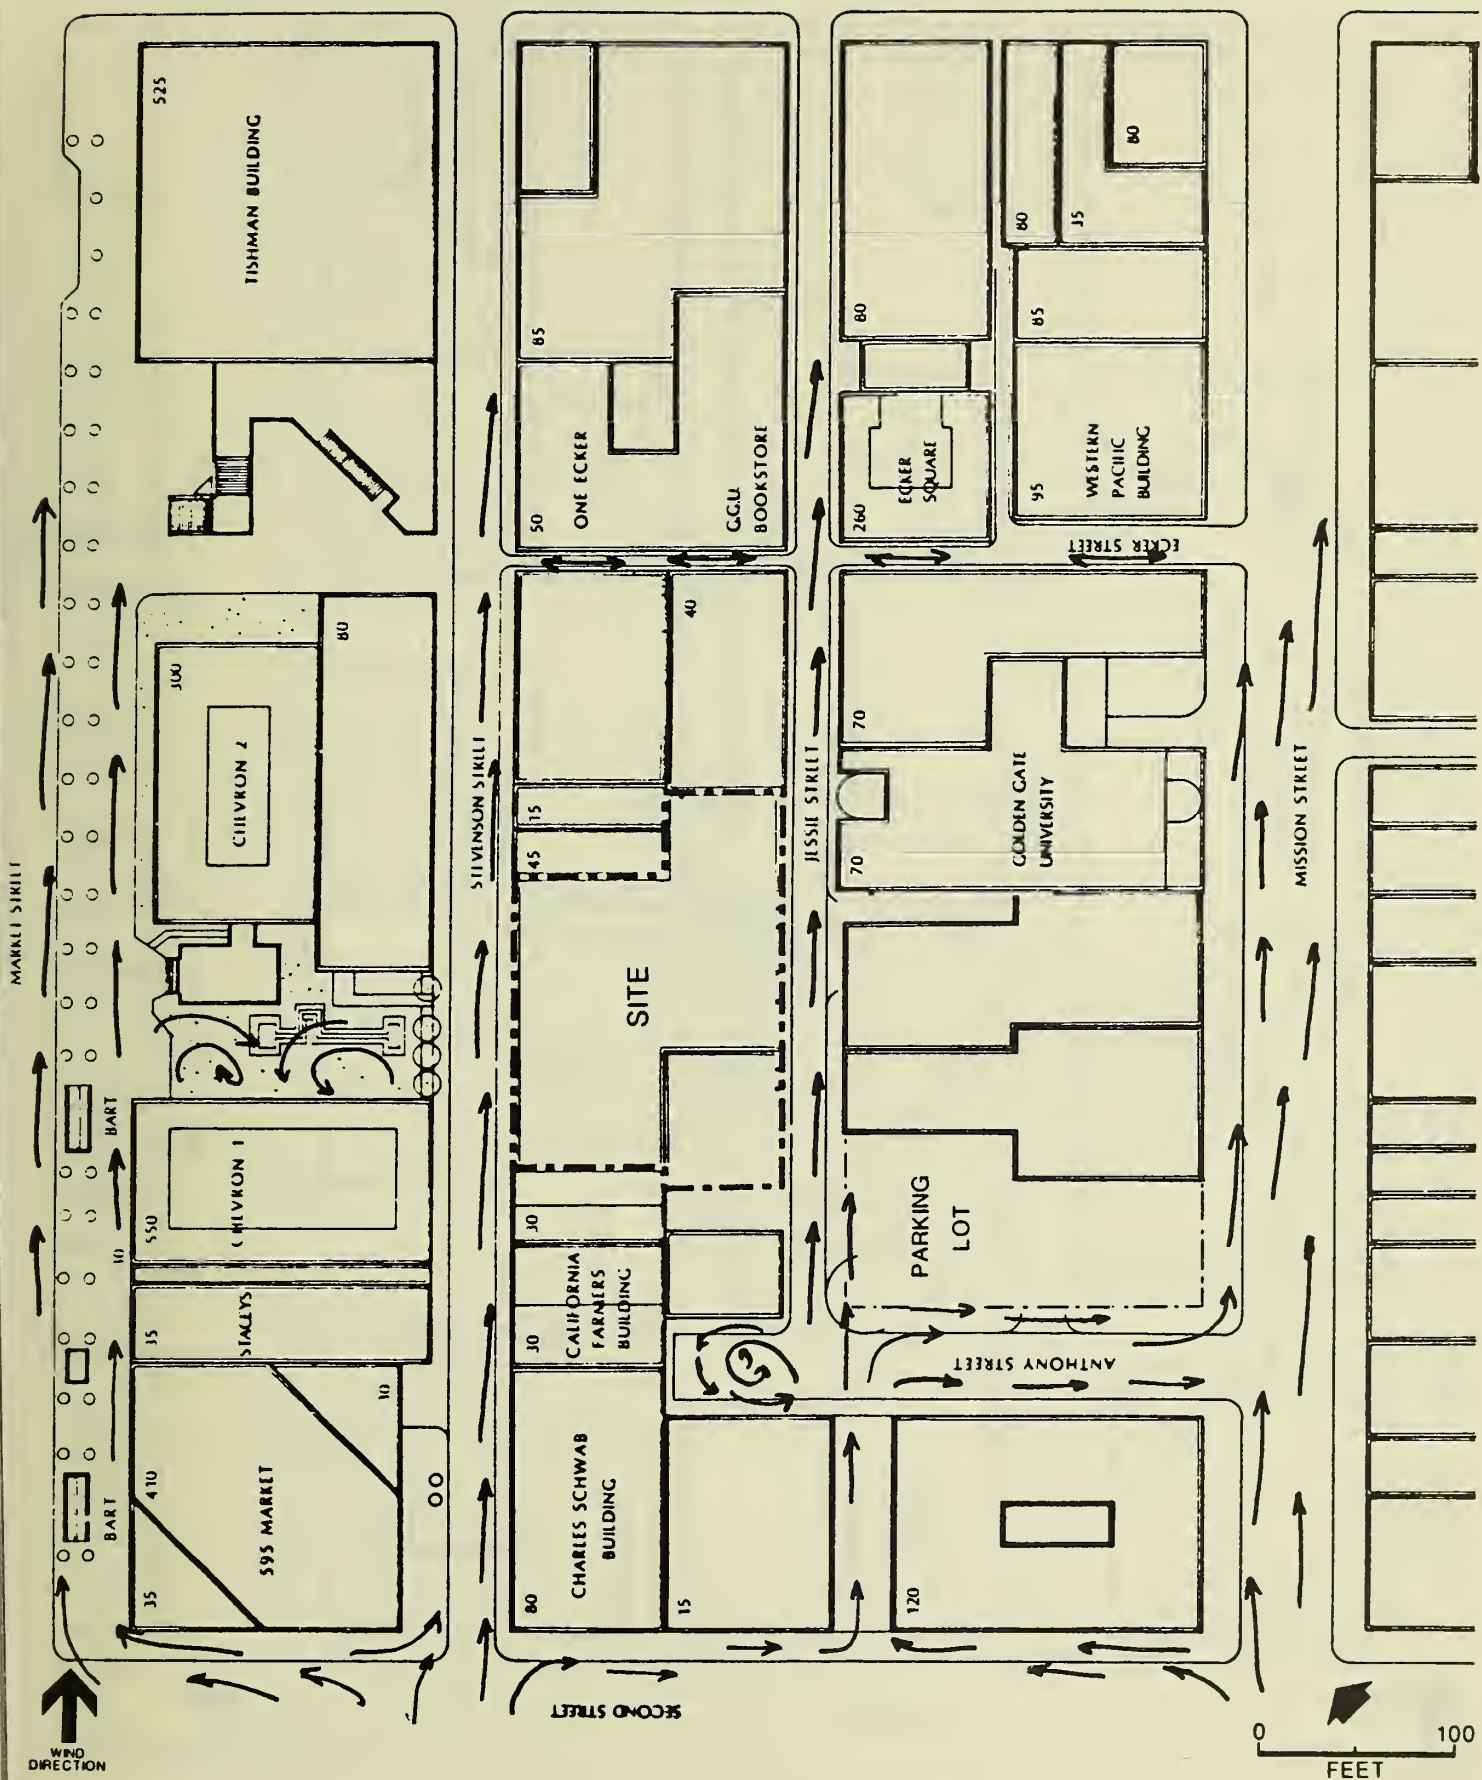 MARKET STREET
525
TISHMAN BUILDING
300
CHEVRON 2
80
BART
550
CHEVRON 1
10
35
STACEYS
410
10
35
595 MARKET
BART
STEVENSON STREET
85
50
ONE ECKER
G.G.U.
BOOKSTORE
40
15
45
SITE
30
30
CALIFORNIA
FARMERS
BUILDING
80
CHARLES SCHWAB
BUILDING
15
SECOND STREET
JESSIE STREET
80
80
35
80
85
260
ECKER
SQUARE
95
WESTERN
PACIFIC
BUILDING
ECKER STREET
70
70
GOLDEN GATE
UNIVERSITY
PARKING
LOT
ANTHONY STREET
120
MISSION STREET
WIND
DIRECTION
0 100
FEET